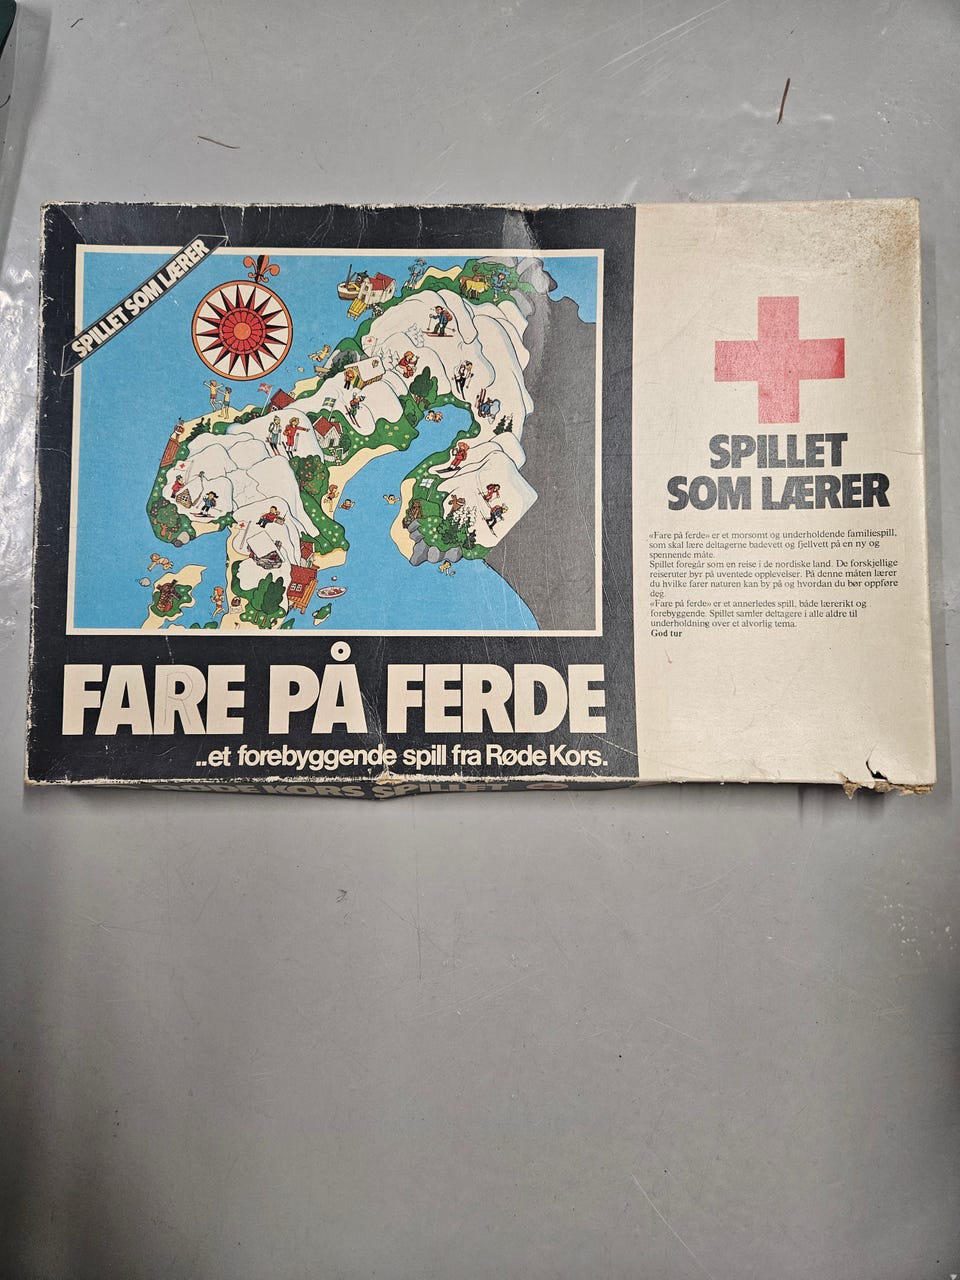 SPILLET SOM LÆRER
FARE PÅ FERDE
..et forebyggende spill fra Røde Kors.
SPILLET
SOM LÆRER
«Fare på ferde» er et morsomt og underholdende familiespill,
som skal lære deltagerne badevett og fjellvett på en ny og
spennende måte.
Spillet foregår som en reise i de nordiske land. De forskjellige
reiseruter byr på uventede opplevelser. På denne måten lærer
du hvilke farer naturen kan by på og hvordan du bør oppføre
deg.
«Fare på ferde» er et annerledes spill, både lærerikt og
forebyggende. Spillet samler deltagere i alle aldre til
underholdning over et alvorlig tema.
God tur
RØDE KORS SPILLET